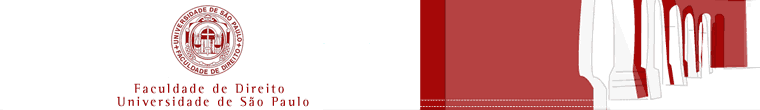 UNIVERSIDADE DE SÃO PAULO
FACULDADE DE DIREITO
Faculdade de Direito
Universidade de São Paulo